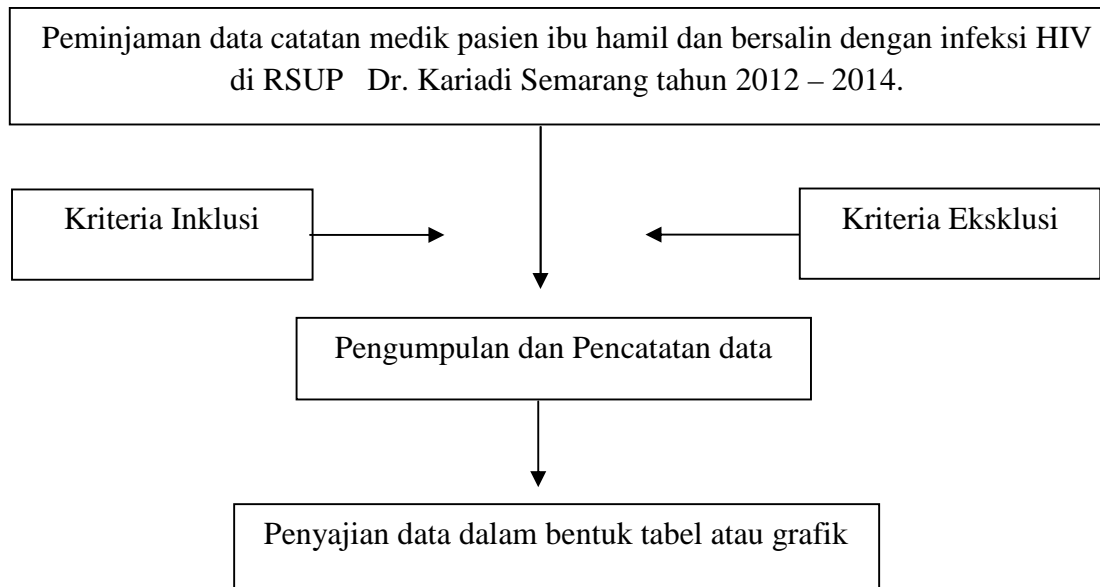 Peminjaman data catatan medik pasien ibu hamil dan bersalin dengan infeksi HIV
di RSUP Dr. Kariadi Semarang tahun 2012 – 2014.
Kriteria Inklusi
Kriteria Eksklusi
Pengumpulan dan Pencatatan data
Penyajian data dalam bentuk tabel atau grafik